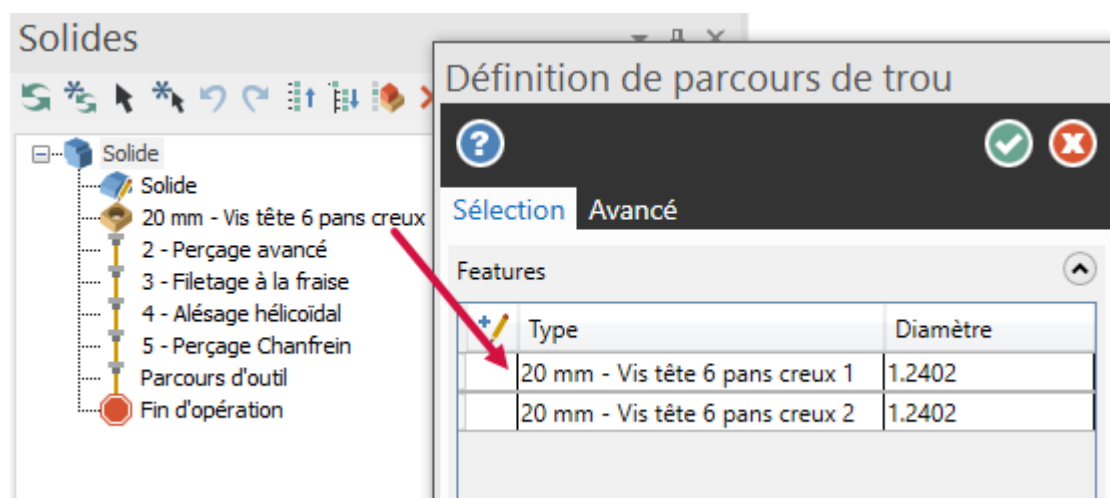 Solides
Solide
Solide
20 mm - Vis tête 6 pans creux
2 - Perçage avancé
3 - Filetage à la fraise
4 - Alésage hélicoïdal
5 - Perçage Chanfrein
Parcours d'outil
Fin d'opération
Définition de parcours de trou
Sélection Avancé
Features
Type Diamètre
20 mm - Vis tête 6 pans creux 1 1.2402
20 mm - Vis tête 6 pans creux 2 1.2402